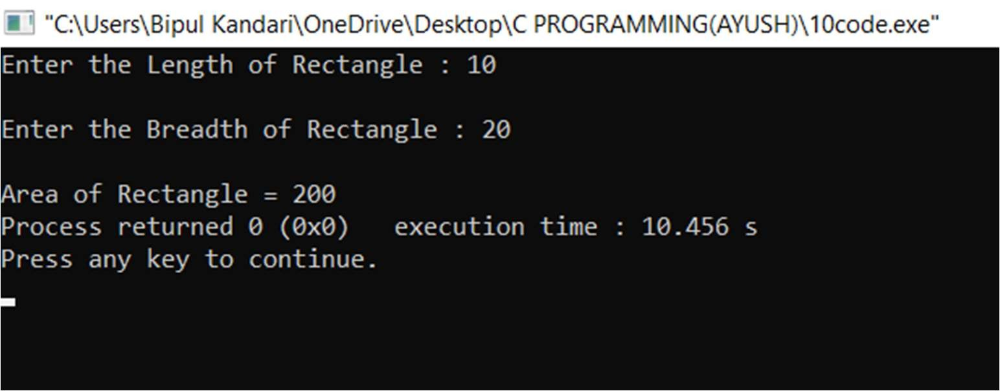 "C:\Users\Bipul Kandari\OneDrive\Desktop\C PROGRAMMING(AYUSH)\10code.exe"
Enter the Length of Rectangle : 10
Enter the Breadth of Rectangle : 20
Area of Rectangle = 200
Process returned 0 (0x0)   execution time : 10.456 s
Press any key to continue.